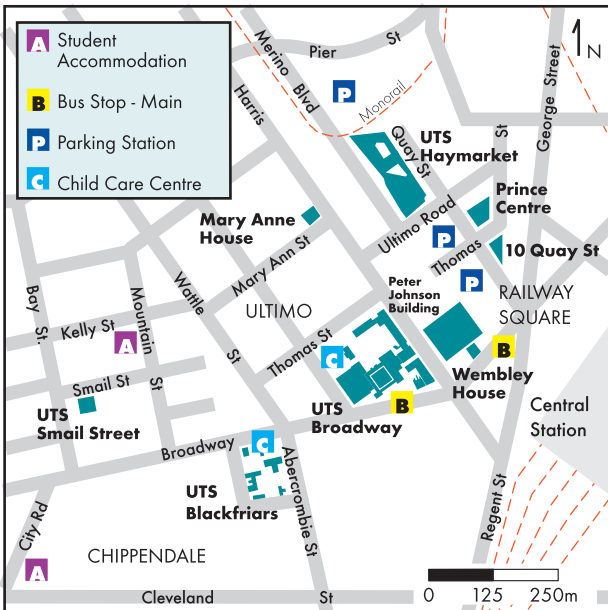 A Student
Accommodation
B Bus Stop - Main
P Parking Station
C Child Care Centre
Merino Blvd
Pier St
N
George Street
P
Monorail
Harris
St
Quay St
UTS
Haymarket
St
Prince
Centre
Mary Anne
House
Ultimo Road
P
Thomas
10 Quay St
Mary Ann St
Wattle
St
Peter
Johnson
Building
P
RAILWAY
SQUARE
Bay
St.
Mountain
St
ULTIMO
Kelly St
A
Thomas St
C
B
Wembley
House
Smail St
UTS
Smail Street
UTS
Broadway
B
Central
Station
Broadway
C
Abercrombie St
UTS
Blackfriars
Regent St
City Rd
CHIPPENDALE
A
Cleveland St
0 125 250m